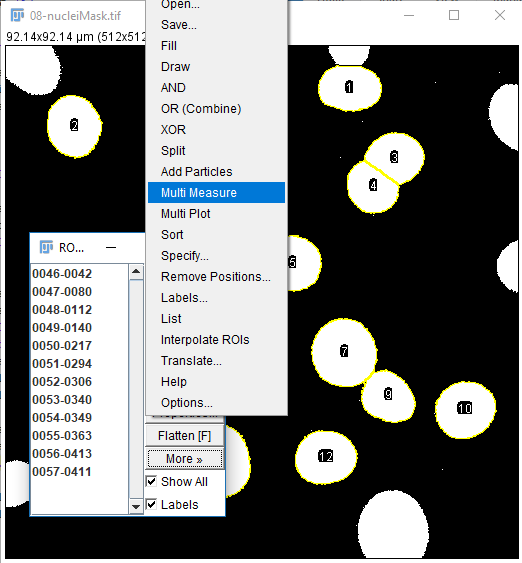 08-nucleiMask.tif
92.14x92.14 µm (512x512
Open...
Save...
Fill
Draw
AND
OR (Combine)
XOR
Split
Add Particles
Multi Measure
Multi Plot
Sort
Specify...
Remove Positions...
Labels...
List
Interpolate ROIs
Translate...
Help
Options...
1
2
3
4
5
7
9
10
12
RO...
0046-0042
0047-0080
0048-0112
0049-0140
0050-0217
0051-0294
0052-0306
0053-0340
0054-0349
0055-0363
0056-0413
0057-0411
Flatten [F]
More »
Show All
Labels